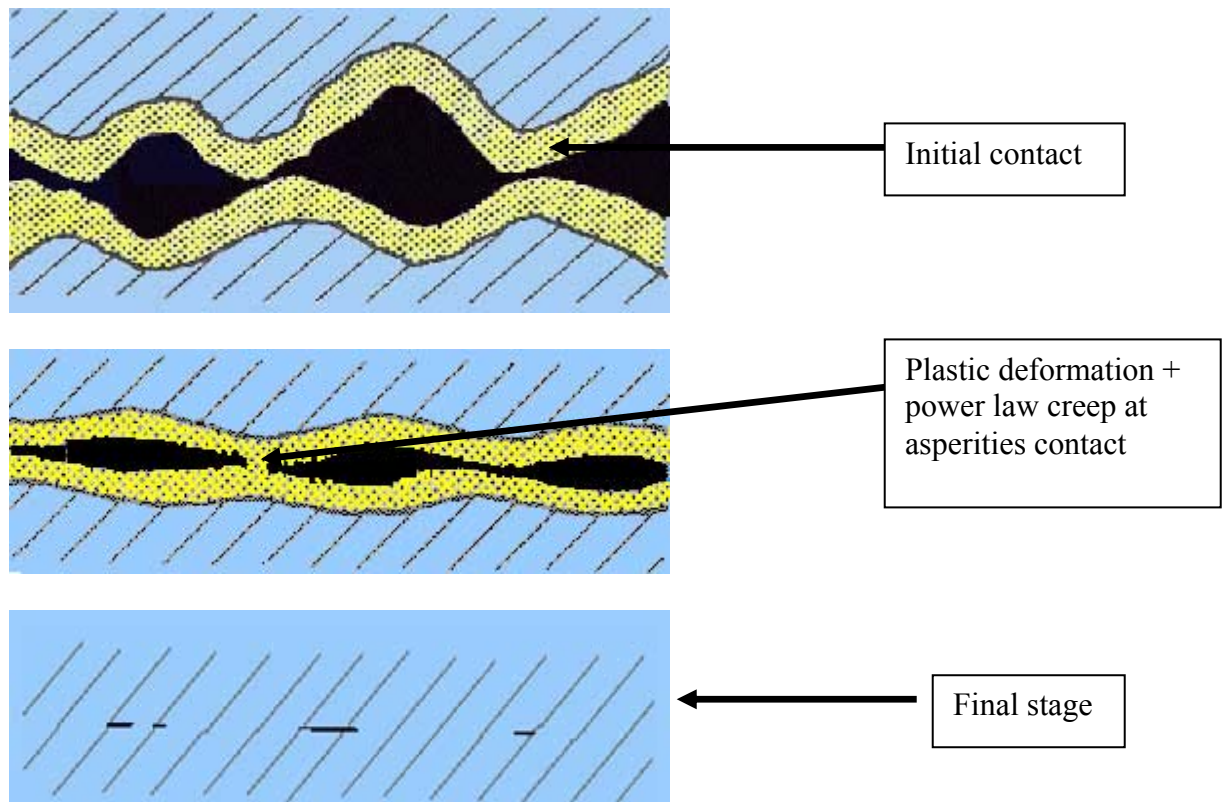 Initial contact
Plastic deformation +
power law creep at
asperities contact
Final stage